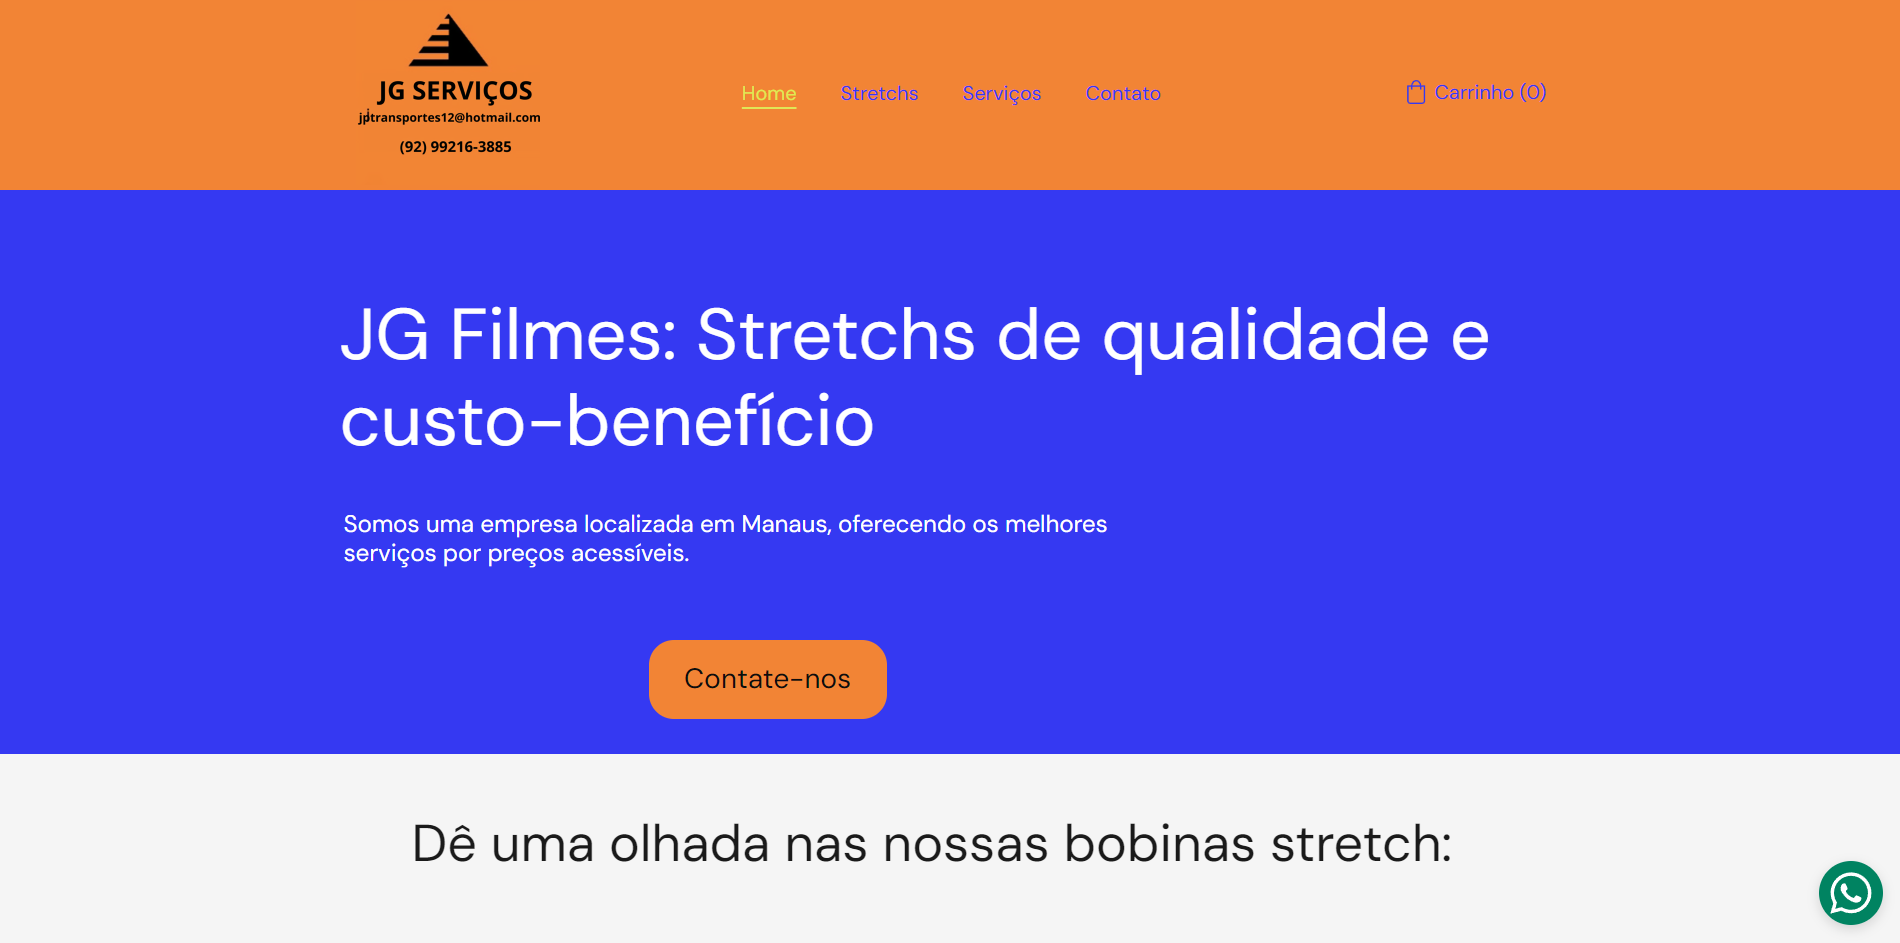 JG SERVIÇOS
jptransportes12@hotmail.com
(92) 99216-3885
Home
Stretchs
Serviços
Contato
Carrinho (0)
JG Filmes: Stretchs de qualidade e
custo-benefício
Somos uma empresa localizada em Manaus, oferecendo os melhores
serviços por preços acessíveis.
Contate-nos
Dê uma olhada nas nossas bobinas stretch: